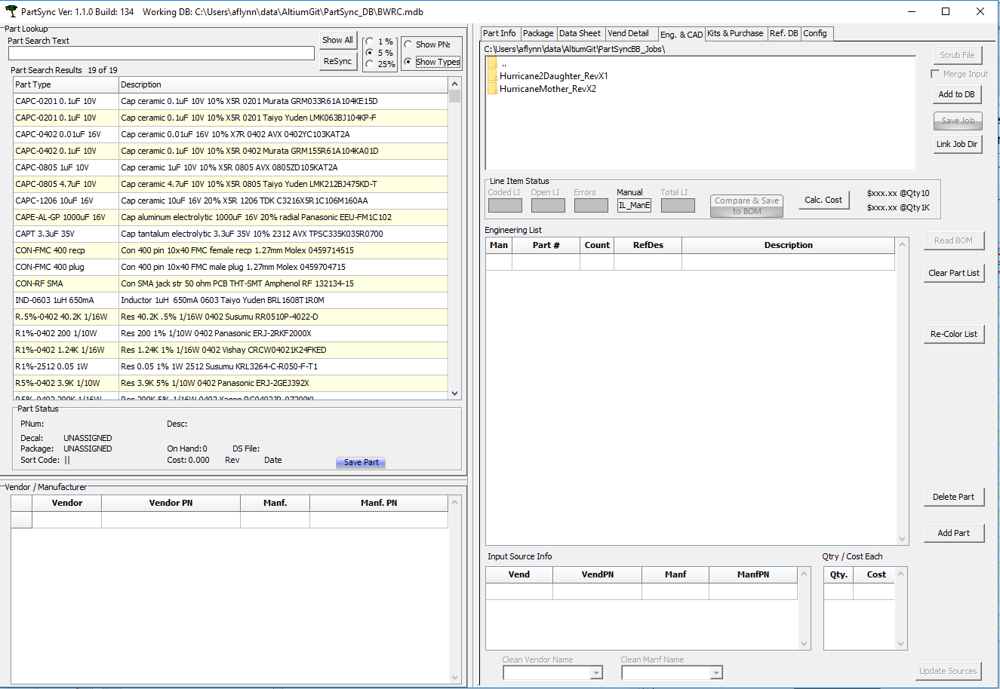 PartSync Ver: 1.1.0 Build: 134 Working DB: C:\Users\aflynn\data\AltiumGit\PartSync_DB\BWRC.mdb
Part Lookup
Part Search Text
Show All
ReSync
1 %
5 %
25%
Show PNs
Show Types
Part Search Results 19 of 19
Part Type Description
CAPC-0201 0.1uF 10V Cap ceramic 0.1uF 10V 10% X5R 0201 Murata GRM033R61A104KE15D
CAPC-0201 0.1uF 10V Cap ceramic 0.1uF 10V 10% X5R 0201 Taiyo Yuden LMK063BJ104KP-F
CAPC-0402 0.01uF 16V Cap ceramic 0.01uF 16V 10% X7R 0402 AVX 0402YC103KAT2A
CAPC-0402 0.1uF 10V Cap ceramic 0.1uF 10V 10% X5R 0402 Murata GRM155R61A104KA01D
CAPC-0805 1uF 10V Cap ceramic 1uF 10V 10% X5R 0805 AVX 0805ZD105KAT2A
CAPC-0805 4.7uF 10V Cap ceramic 4.7uF 10V 10% X5R 0805 Taiyo Yuden LMK212BJ475KD-T
CAPC-1206 10uF 16V Cap ceramic 10uF 16V 20% X5R 1206 TDK C3216X5R1C106M160AA
CAPE-AL-GP 1000uF 16V Cap aluminum electrolytic 1000uF 16V 20% radial Panasonic EEU-FM1C102
CAPT 3.3uF 35V Cap tantalum electrolytic 3.3uF 35V 10% 2312 AVX TPSC335K035R0700
CON-FMC 400 recp Con 400 pin 10x40 FMC female recp 1.27mm Molex 0459714515
CON-FMC 400 plug Con 400 pin 10x40 FMC male plug 1.27mm Molex 0459704715
CON-RF SMA Con SMA jack str 50 ohm PCB THT-SMT Amphenol RF 132134-15
IND-0603 1uH 650mA Inductor 1uH 650mA 0603 Taiyo Yuden BRL1608T1R0M
R.5%-0402 40.2K 1/16W Res 40.2K .5% 1/16W 0402 Susumu RR0510P-4022-D
R1%-0402 200 1/10W Res 200 1% 1/10W 0402 Panasonic ERJ-2RKF2000X
R1%-0402 1.24K 1/16W Res 1.24K 1% 1/16W 0402 Vishay CRCW04021K24FKED
R1%-2512 0.05 1W Res 0.05 1% 1W 2512 Susumu KRL3264-C-R050-F-T1
R5%-0402 3.9K 1/10W Res 3.9K 5% 1/10W 0402 Panasonic ERJ-2GEJ392X
R5%-0402 200K 1/16W Res 200K 5% 1/16W 0402 Yageo RC0402JR-07200KL
Part Status
PNum: Desc:
Decal: UNASSIGNED
Package: UNASSIGNED On Hand: 0 DS File:
Sort Code: || Cost: 0.000 Rev Date Save Part
Vendor / Manufacturer
Vendor Vendor PN Manf. Manf. PN
Part Info Package Data Sheet Vend Detail Eng. & CAD Kits & Purchase Ref. DB Config
C:\Users\aflynn\data\AltiumGit\PartSyncBB_Jobs\
..
Hurricane2Daughter_RevX1
HurricaneMother_RevX2
Scrub File
Merge Input
Add to DB
Save Job
Link Job Dir
Line Item Status
Coded LI Open LI Errors Manual Total LI
IL_ManE
Compare & Save
to BOM
Calc. Cost
$xxx.xx @Qty10
$xxx.xx @Qty1K
Engineering List
Man Part # Count RefDes Description
Read BOM
Clear Part List
Re-Color List
Delete Part
Add Part
Input Source Info
Vend VendPN Manf ManfPN
Qtry / Cost Each
Qty. Cost
Clean Vendor Name Clean Manf Name
Update Sources